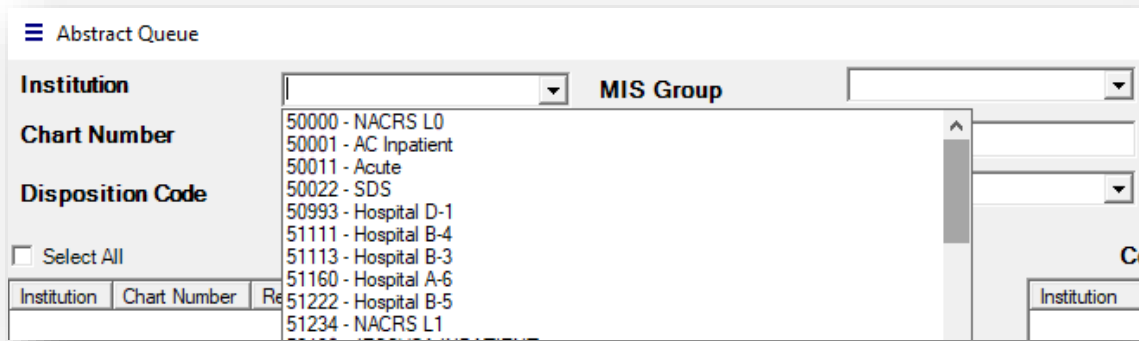 Abstract Queue
Institution
MIS Group
Chart Number
Disposition Code
50000 - NACRS L0
50001 - AC Inpatient
50011 - Acute
50022 - SDS
50993 - Hospital D-1
51111 - Hospital B-4
51113 - Hospital B-3
51160 - Hospital A-6
51222 - Hospital B-5
51234 - NACRS L1
Select All
Institution Chart Number Re
Institution